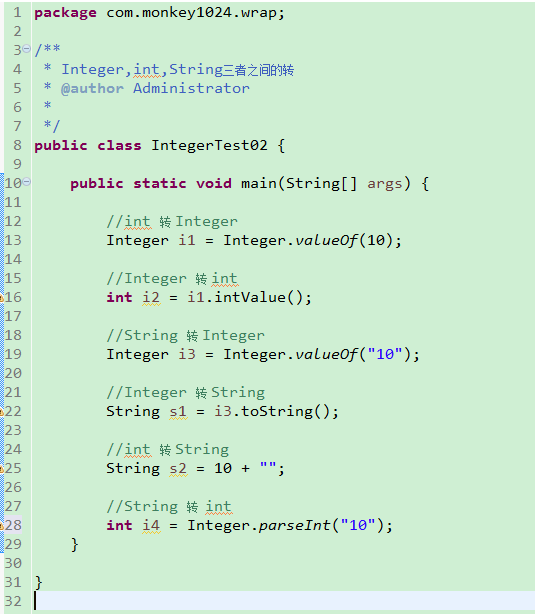 1 package com.monkey1024.wrap;
2
3 /**
4  * Integer,int,String三者之间的转
5  * @author Administrator
6  *
7  */
8 public class IntegerTest02 {
9
10     public static void main(String[] args) {
11
12         //int 转 Integer
13         Integer i1 = Integer.valueOf(10);
14
15         //Integer 转 int
16         int i2 = i1.intValue();
17
18         //String 转 Integer
19         Integer i3 = Integer.valueOf("10");
20
21         //Integer 转 String
22         String s1 = i3.toString();
23
24         //int 转 String
25         String s2 = 10 + "";
26
27         //String 转 int
28         int i4 = Integer.parseInt("10");
29     }
30
31 }
32